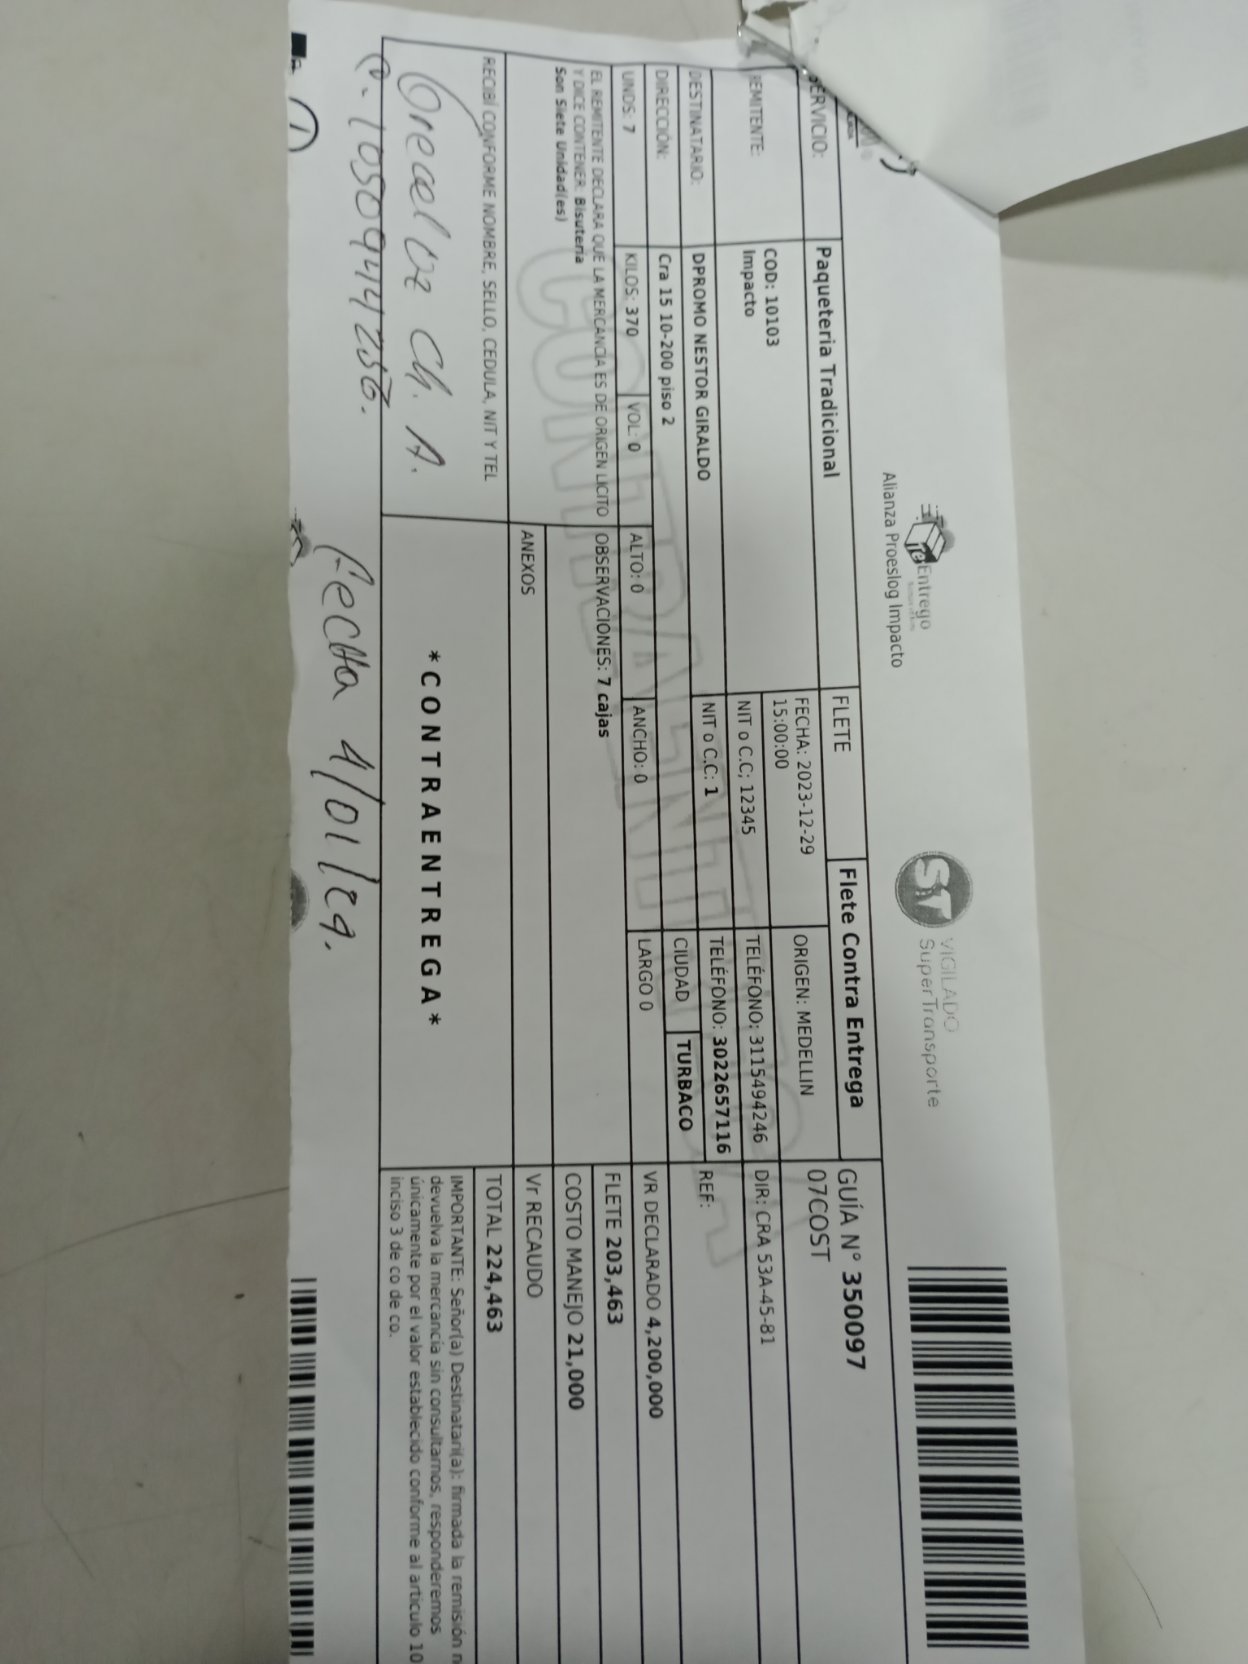 Entrego
Alianza Proeslog Impacto
VIGILADO
SuperTransporte
SERVICIO: Paqueteria Tradicional
FLETE Flete Contra Entrega
GUÍA N° 350097
07COST
REMITENTE: COD: 10103
Impacto
FECHA: 2023-12-29
15:00:00
ORIGEN: MEDELLIN
NIT o C.C: 12345
TELÉFONO: 3115494246
DIR: CRA 53A-45-81
DESTINATARIO: DPROMO NESTOR GIRALDO
NIT o C.C: 1
TELÉFONO: 3022657116
REF:
DIRECCIÓN: Cra 15 10-200 piso 2
CIUDAD TURBACO
UNDS: 7 KILOS: 370 VOL: 0 ALTO: 0 ANCHO: 0 LARGO 0
VR DECLARADO 4,200,000
EL REMITENTE DECLARA QUE LA MERCANCIA ES DE ORIGEN LICITO
Y DICE CONTENER: Bisuteria
Son Siete Unidad(es)
OBSERVACIONES: 7 cajas
FLETE 203,463
COSTO MANEJO 21,000
ANEXOS
Vr RECAUDO
RECIBÍ CONFORME NOMBRE, SELLO, CEDULA, NIT Y TEL
TOTAL 224,463
*CONTRAENTREGA*
IMPORTANTE: Señor(a) Destinatari(a): firmada la remisión
devuelva la mercancia sin consultarnos, responderemos
únicamente por el valor establecido conforme al articulo 10
inciso 3 de co de co.
Ch. A.
Fecha 4/01/